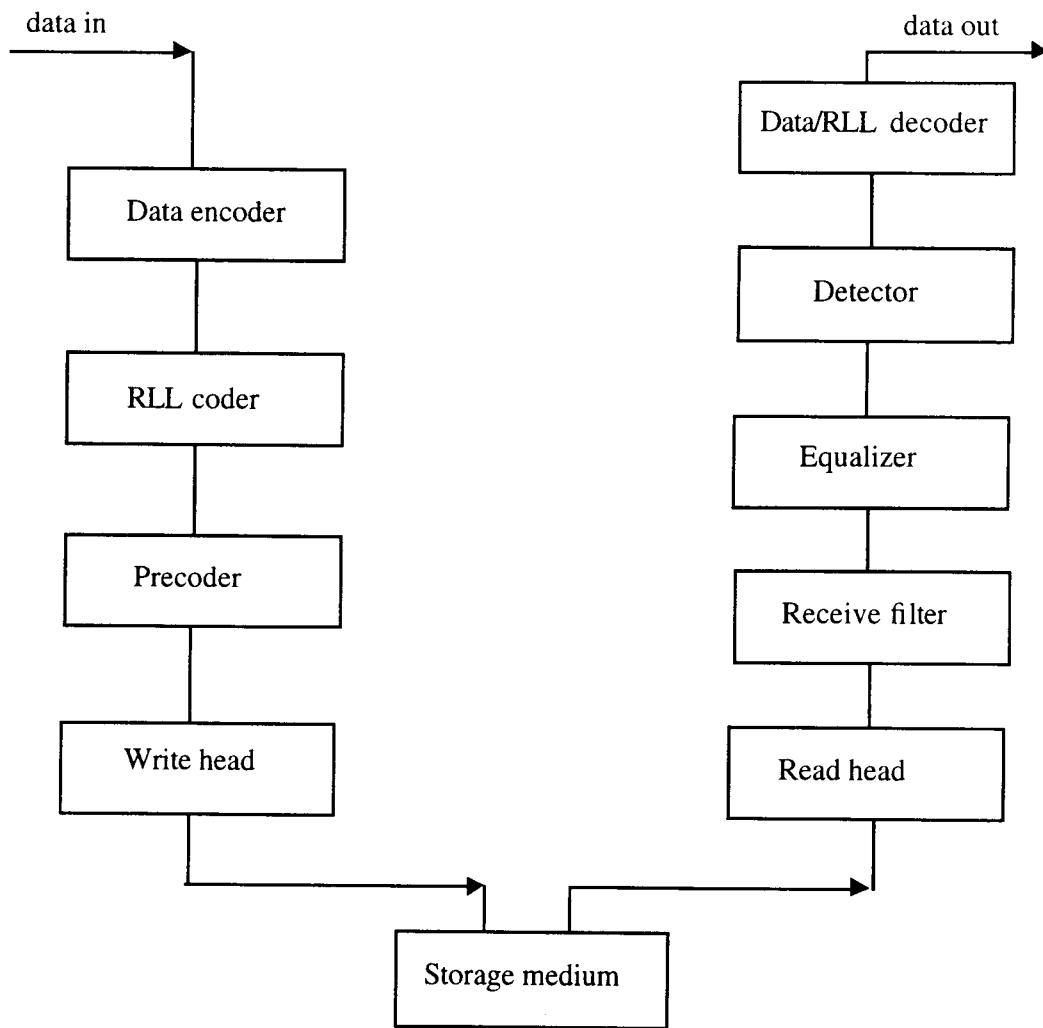 data in
data out
Data/RLL decoder
Data encoder
Detector
RLL coder
Equalizer
Precoder
Receive filter
Write head
Read head
Storage medium